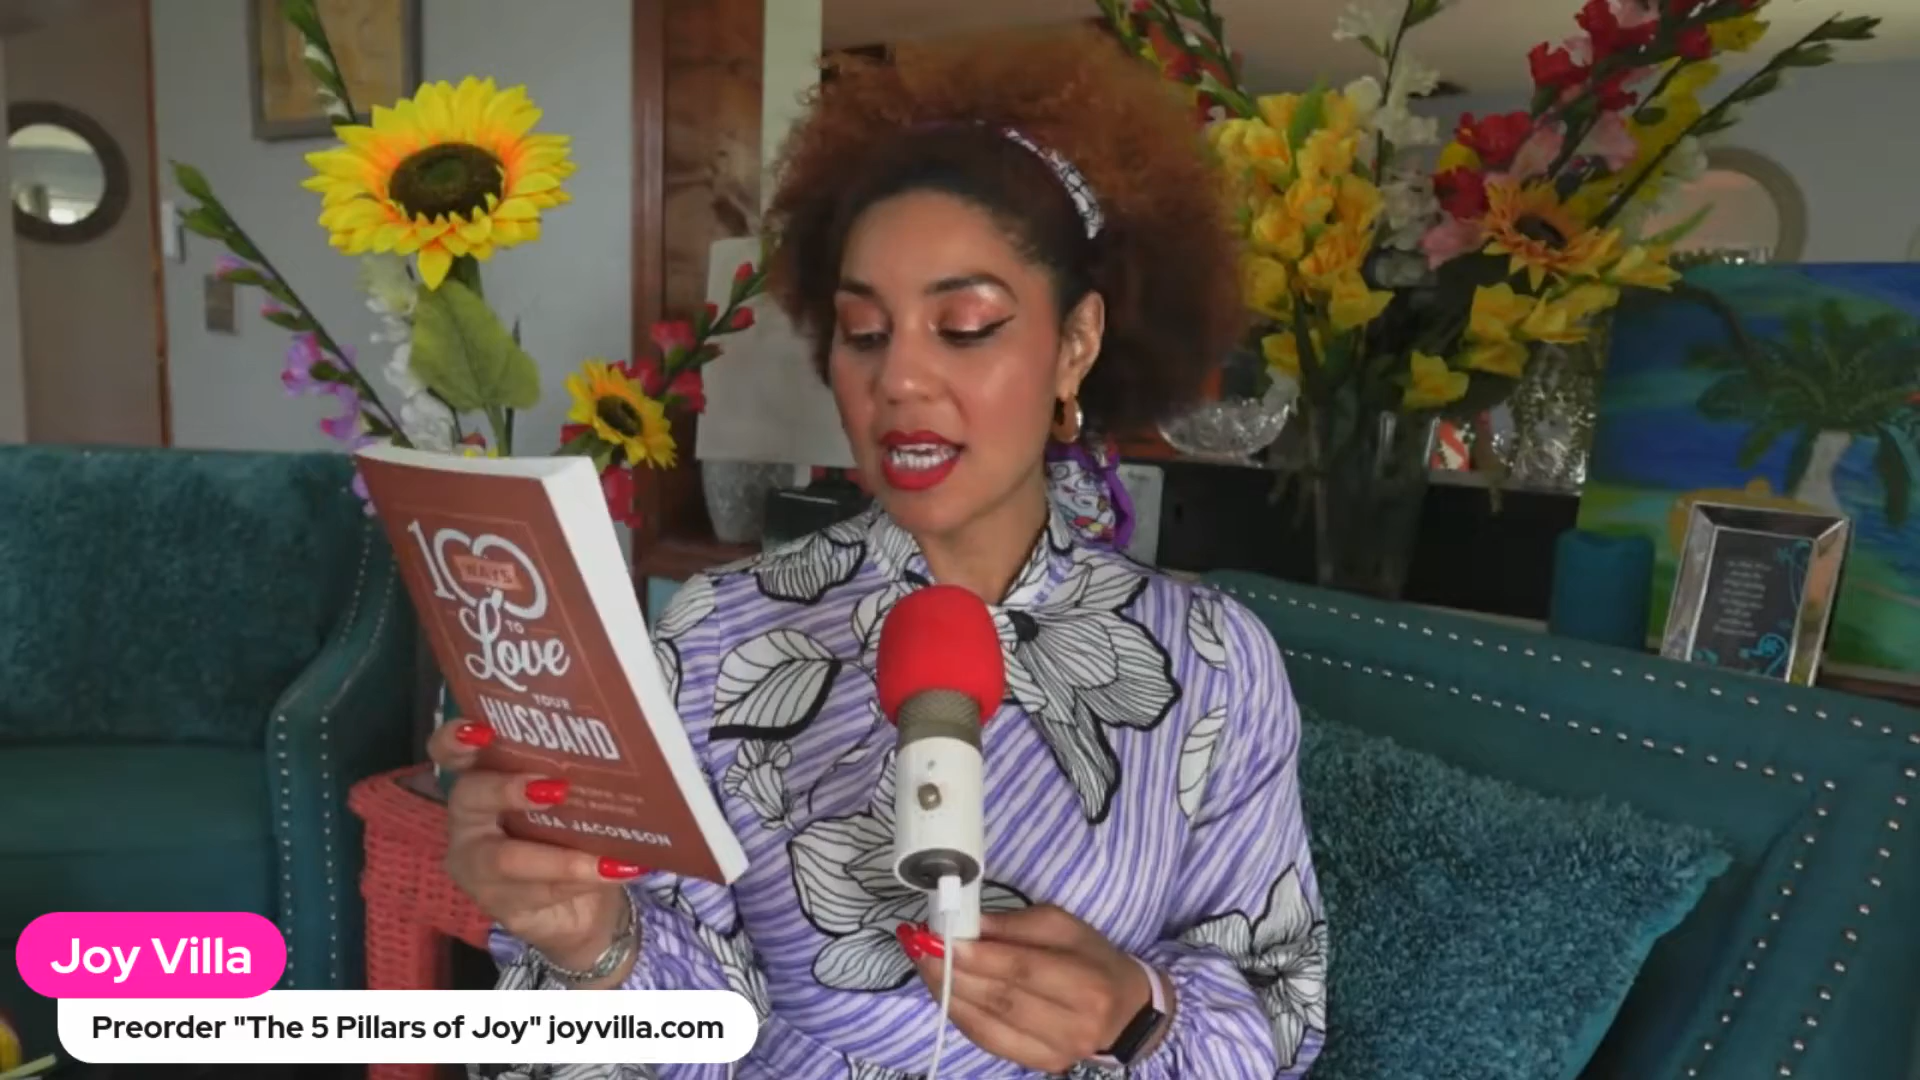 100
WAYS
TO
Love
YOUR
HUSBAND
LISA JACOBSON
Joy Villa
Preorder "The 5 Pillars of Joy" joyvilla.com